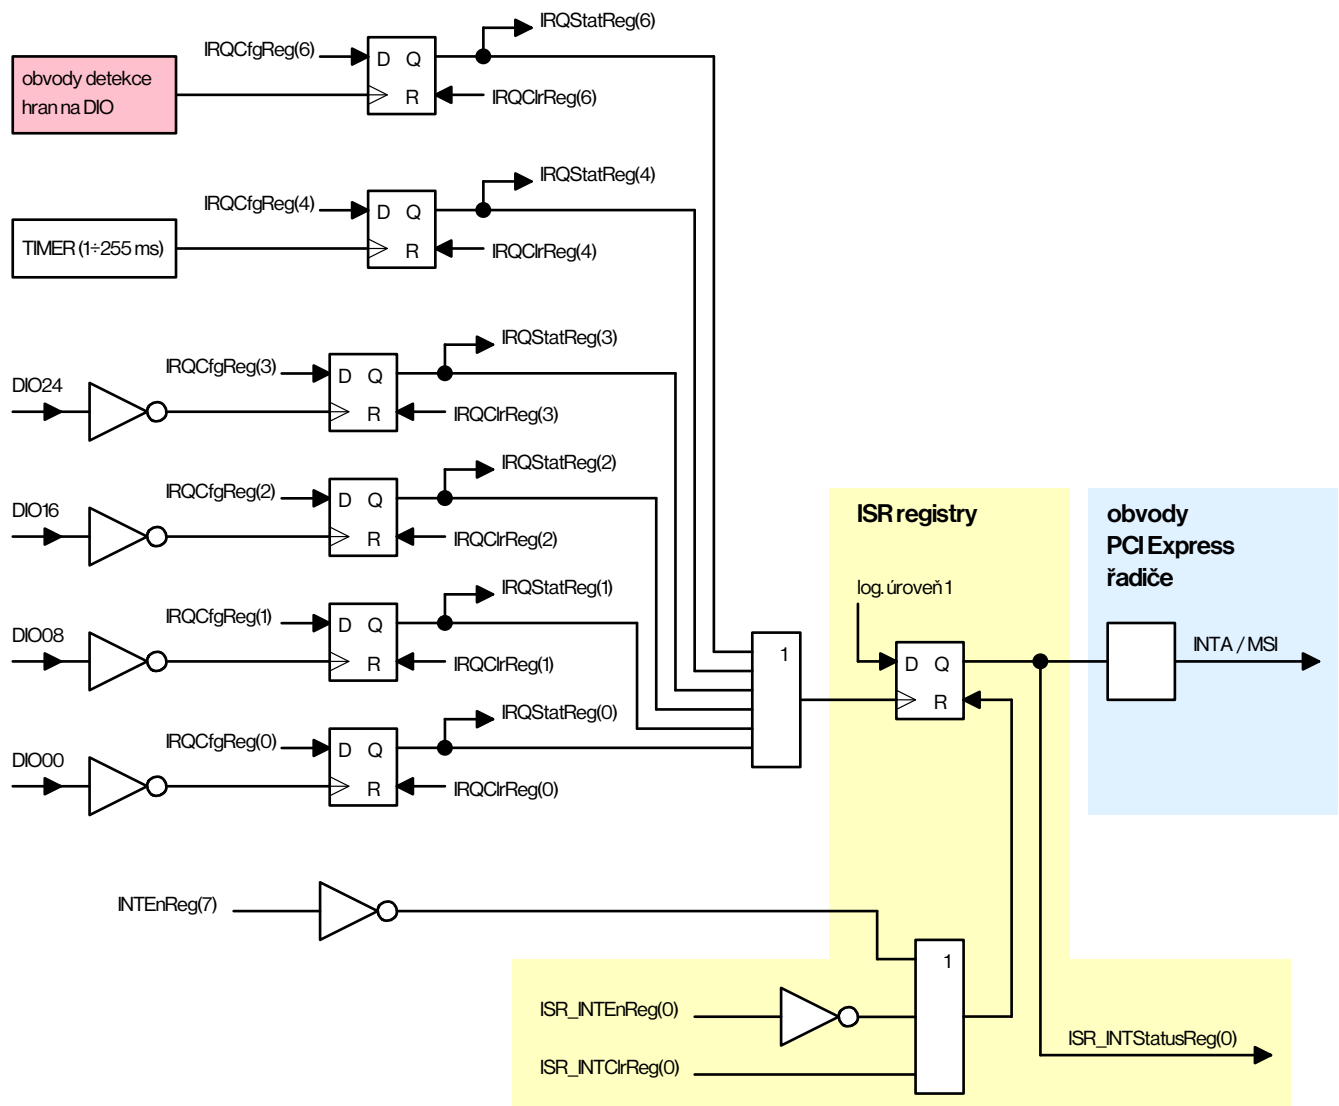 IRQStatReg(6)
IRQCfgReg(6)
D Q
R
IRQClrReg(6)
obvody detekce
hran na DIO
IRQStatReg(4)
IRQCfgReg(4)
D Q
R
IRQClrReg(4)
TIMER (1÷255 ms)
IRQStatReg(3)
IRQCfgReg(3)
D Q
DIO24
R
IRQClrReg(3)
IRQStatReg(2)
IRQCfgReg(2)
D Q
DIO16
R
IRQClrReg(2)
IRQStatReg(1)
IRQCfgReg(1)
D Q
DIO08
R
IRQClrReg(1)
IRQStatReg(0)
IRQCfgReg(0)
D Q
DIO00
R
IRQClrReg(0)
1
ISR registry
log. úroveň 1
D Q
R
obvody
PCI Express
řadiče
INTA / MSI
INTEnReg(7)
1
ISR_INTEnReg(0)
ISR_INTClrReg(0)
ISR_INTStatusReg(0)